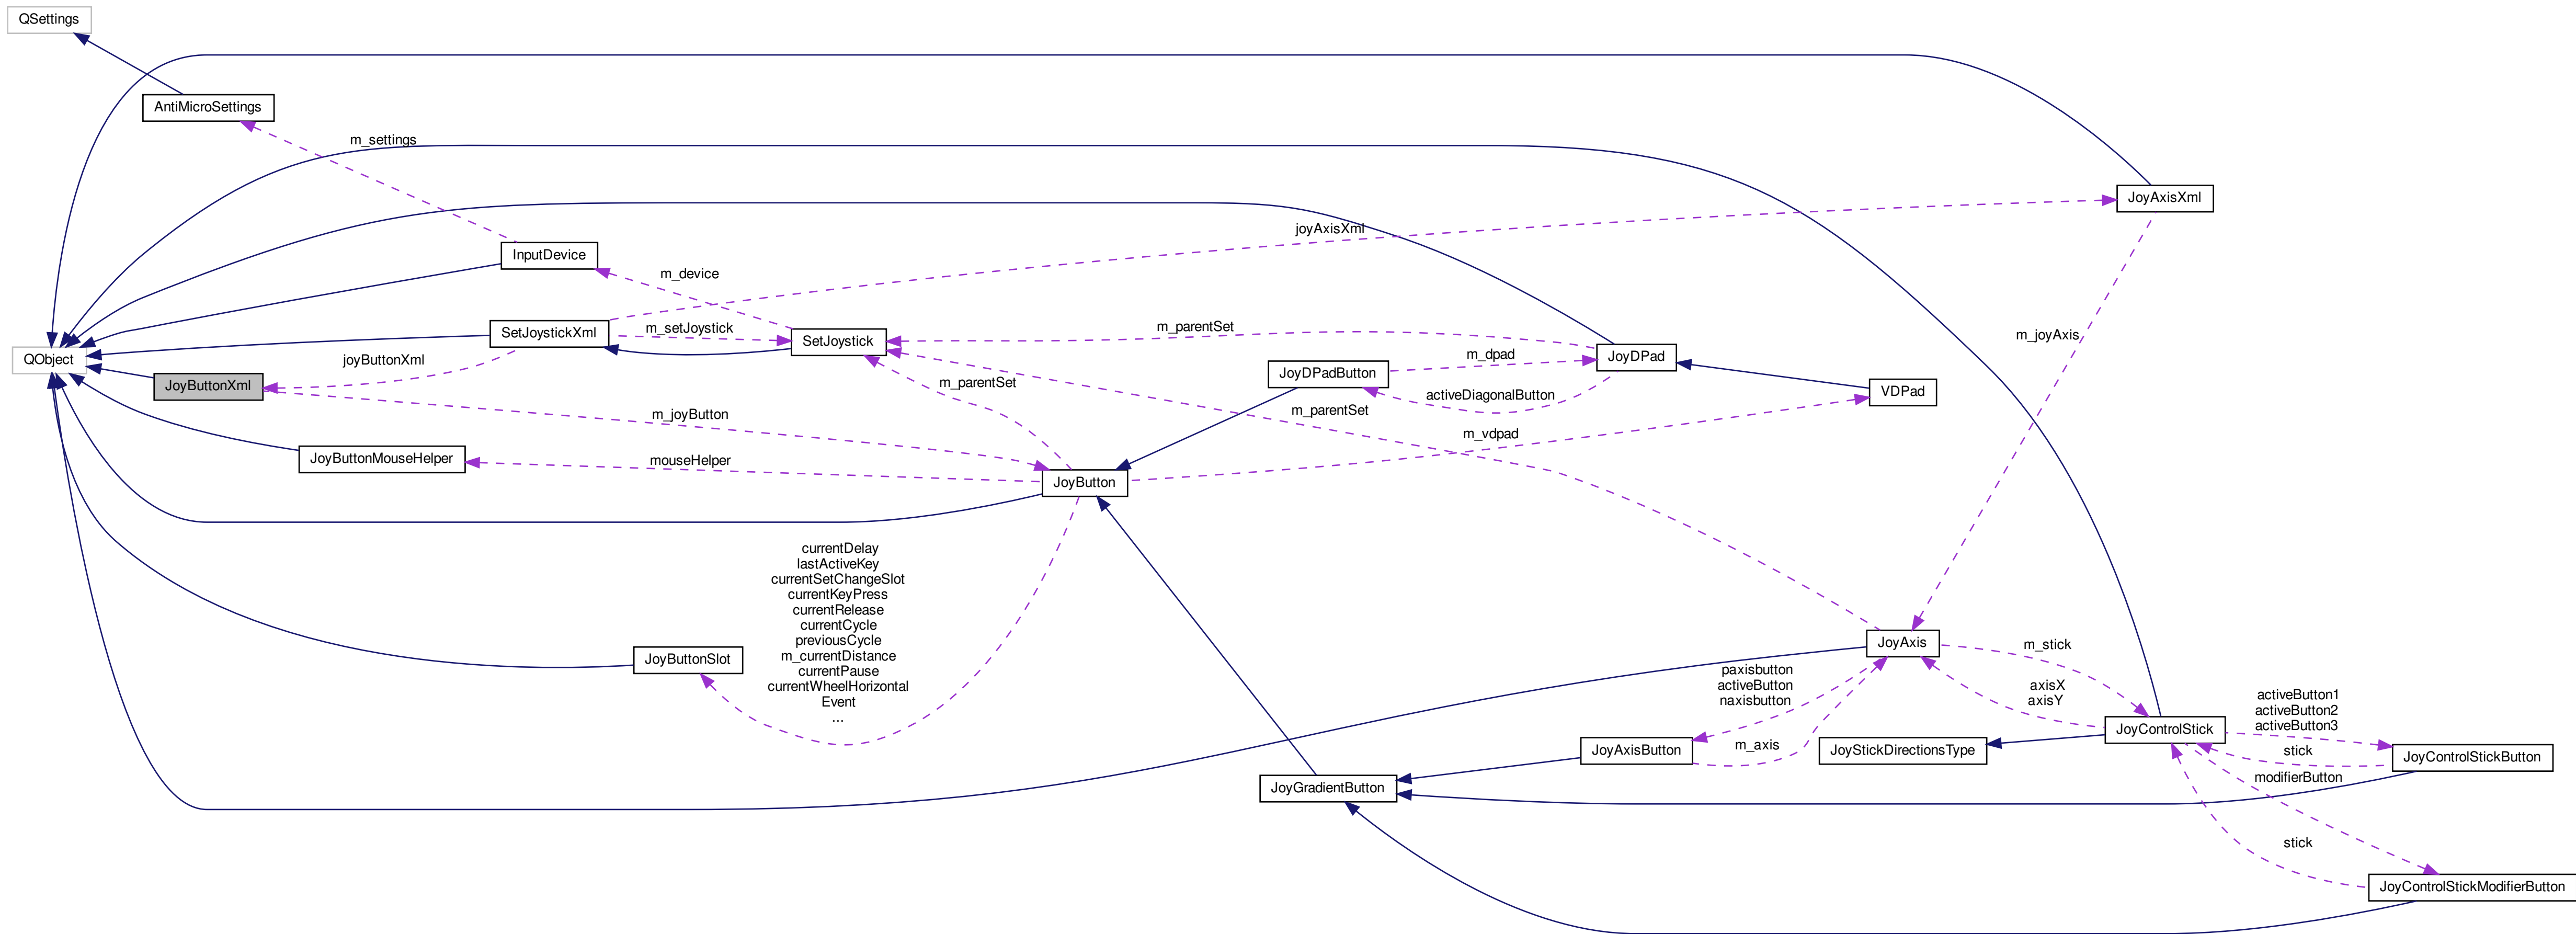 QSettings
AntiMicroSettings
m_settings
JoyAxisXml
joyAxisXml
InputDevice
m_device
SetJoystickXml
m_setJoystick
SetJoystick
m_parentSet
m_joyAxis
QObject
joyButtonXml
JoyButtonXml
m_parentSet
JoyDPadButton
m_dpad
JoyDPad
activeDiagonalButton
VDPad
m_joyButton
m_parentSet
m_vdpad
JoyButtonMouseHelper
mouseHelper
JoyButton
currentDelay
lastActiveKey
currentSetChangeSlot
currentKeyPress
currentRelease
currentCycle
previousCycle
m_currentDistance
currentPause
currentWheelHorizontal
Event
...
JoyButtonSlot
JoyAxis
m_stick
paxisbutton
activeButton
naxisbutton
axisX
axisY
activeButton1
activeButton2
activeButton3
JoyControlStick
JoyAxisButton
m_axis
JoyStickDirectionsType
stick
JoyControlStickButton
modifierButton
JoyGradientButton
stick
JoyControlStickModifierButton